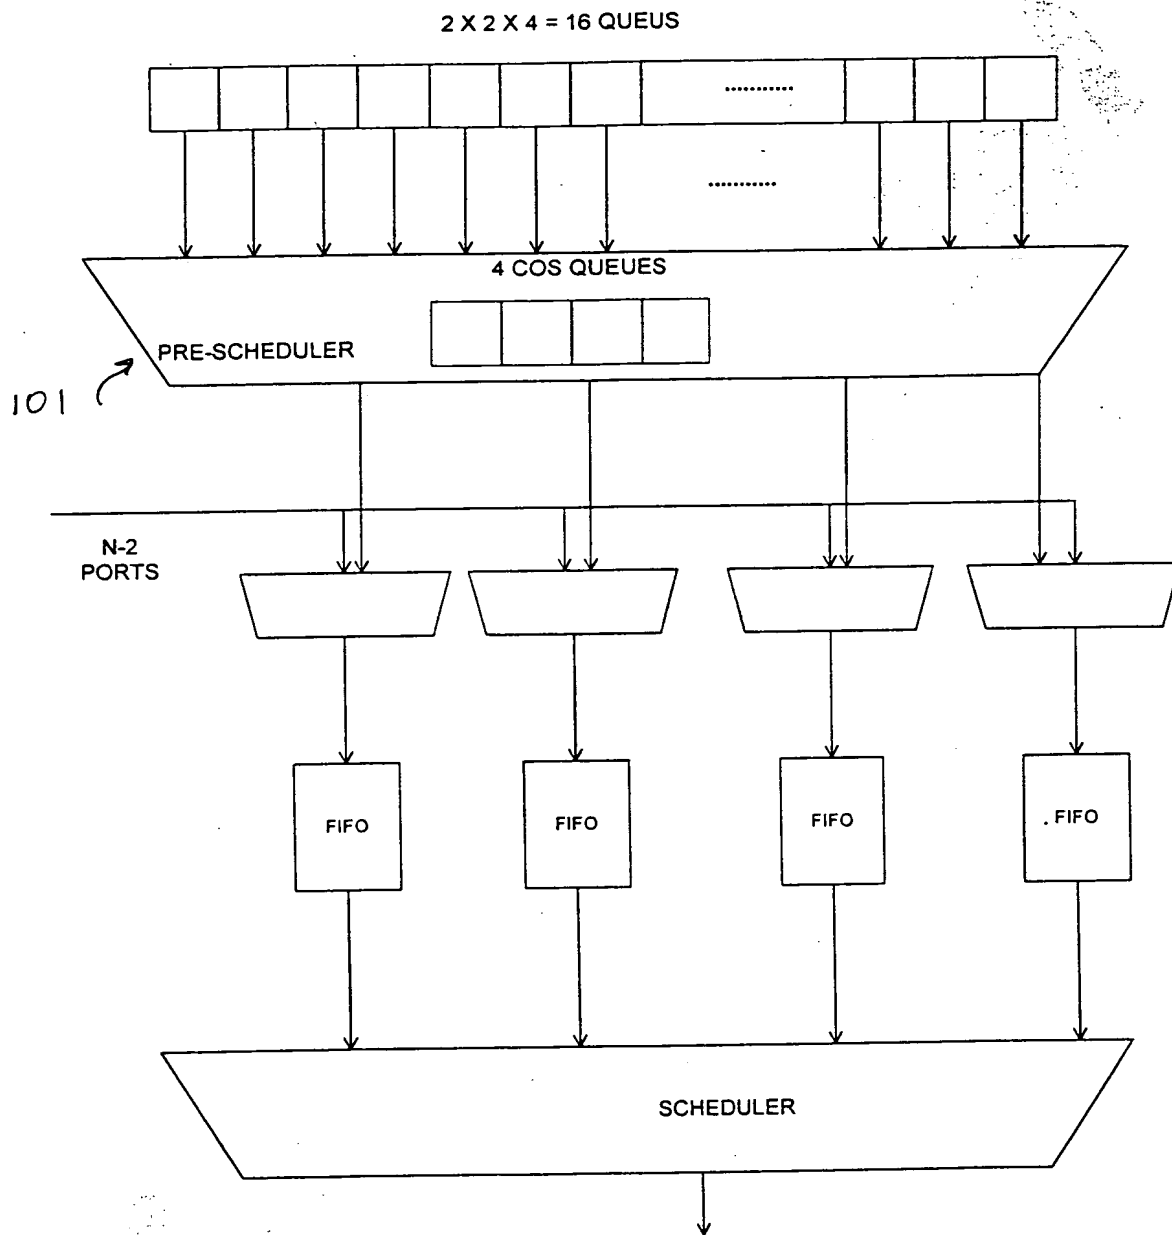 2 X 2 X 4 = 16 QUEUS
4 COS QUEUES
PRE-SCHEDULER
101
N-2
PORTS
FIFO
FIFO
FIFO
FIFO
SCHEDULER